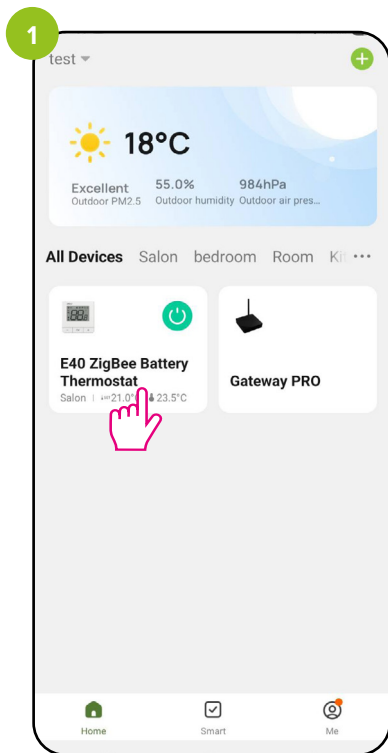 1
test
18°C
Excellent 55.0% 984hPa
Outdoor PM2.5 Outdoor humidity Outdoor air pres...
All Devices Salon bedroom Room Ki ...
E40 ZigBee Battery
Thermostat
Salon 21.0° 23.5°C
Gateway PRO
Home Smart Me